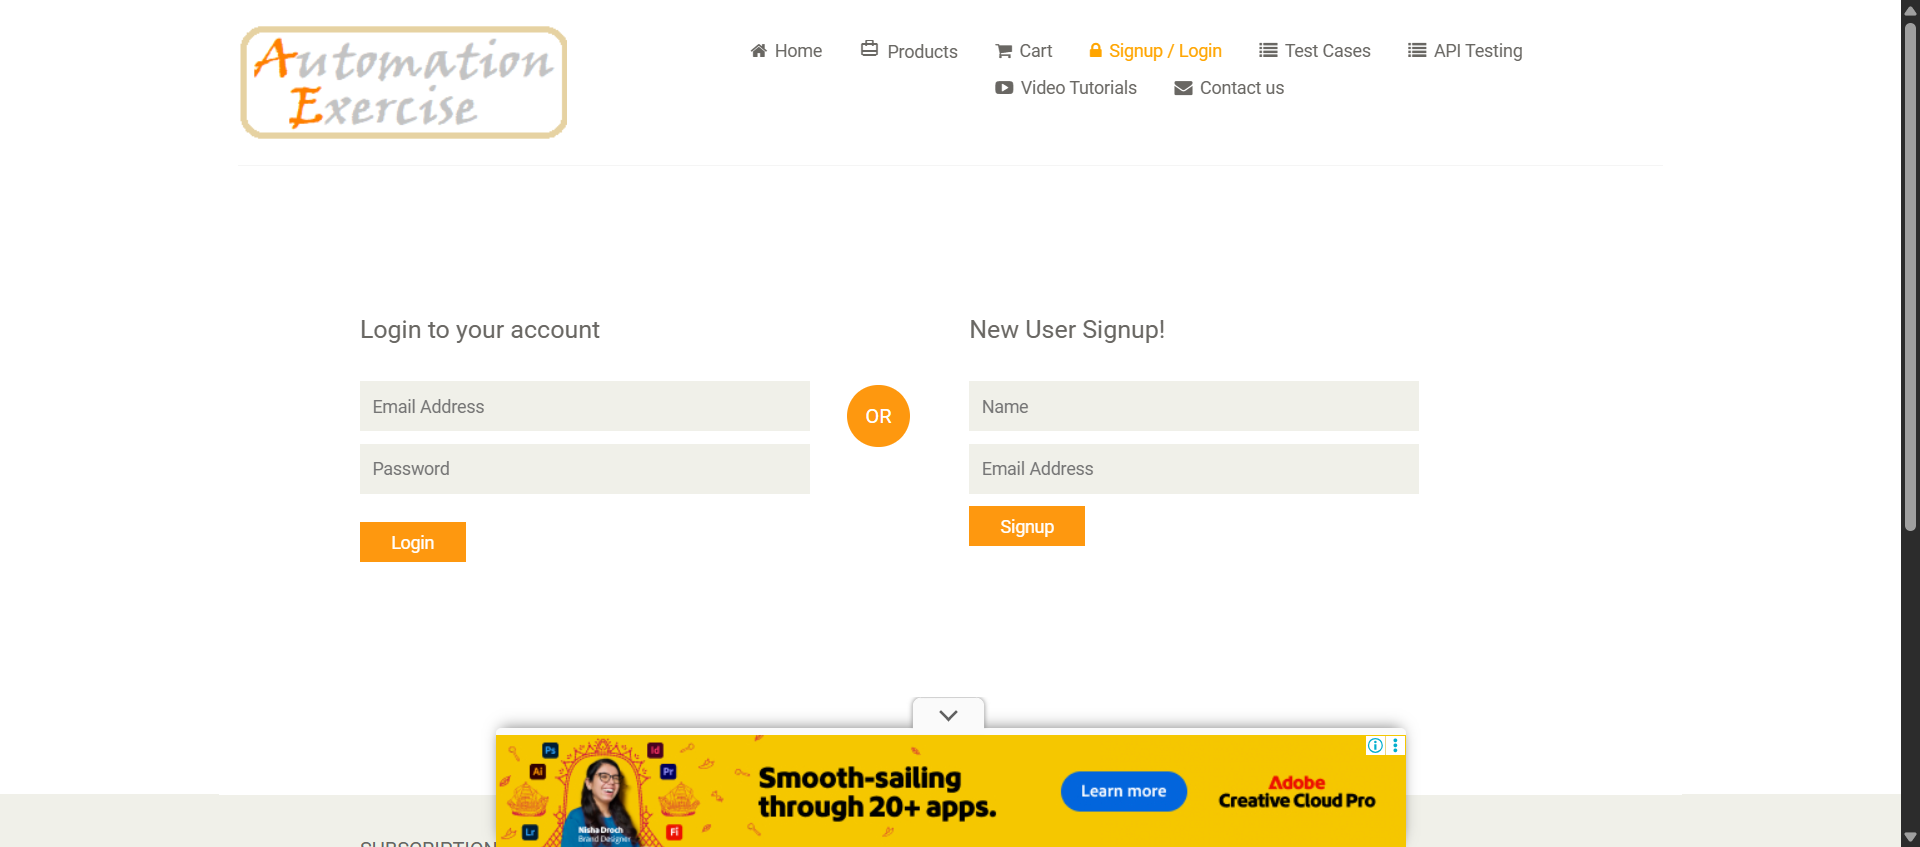 Automation
Exercise
Home
Products
Cart
Signup / Login
Test Cases
API Testing
Video Tutorials
Contact us
Login to your account
Email Address
Password
Login
OR
New User Signup!
Name
Email Address
Signup
Ps
Id
Ai
Pr
Lr
Fi
Nisha Droch
Brand Designer
Smooth-sailing
through 20+ apps.
Learn more
Adobe
Creative Cloud Pro
SUBSCRIPTION